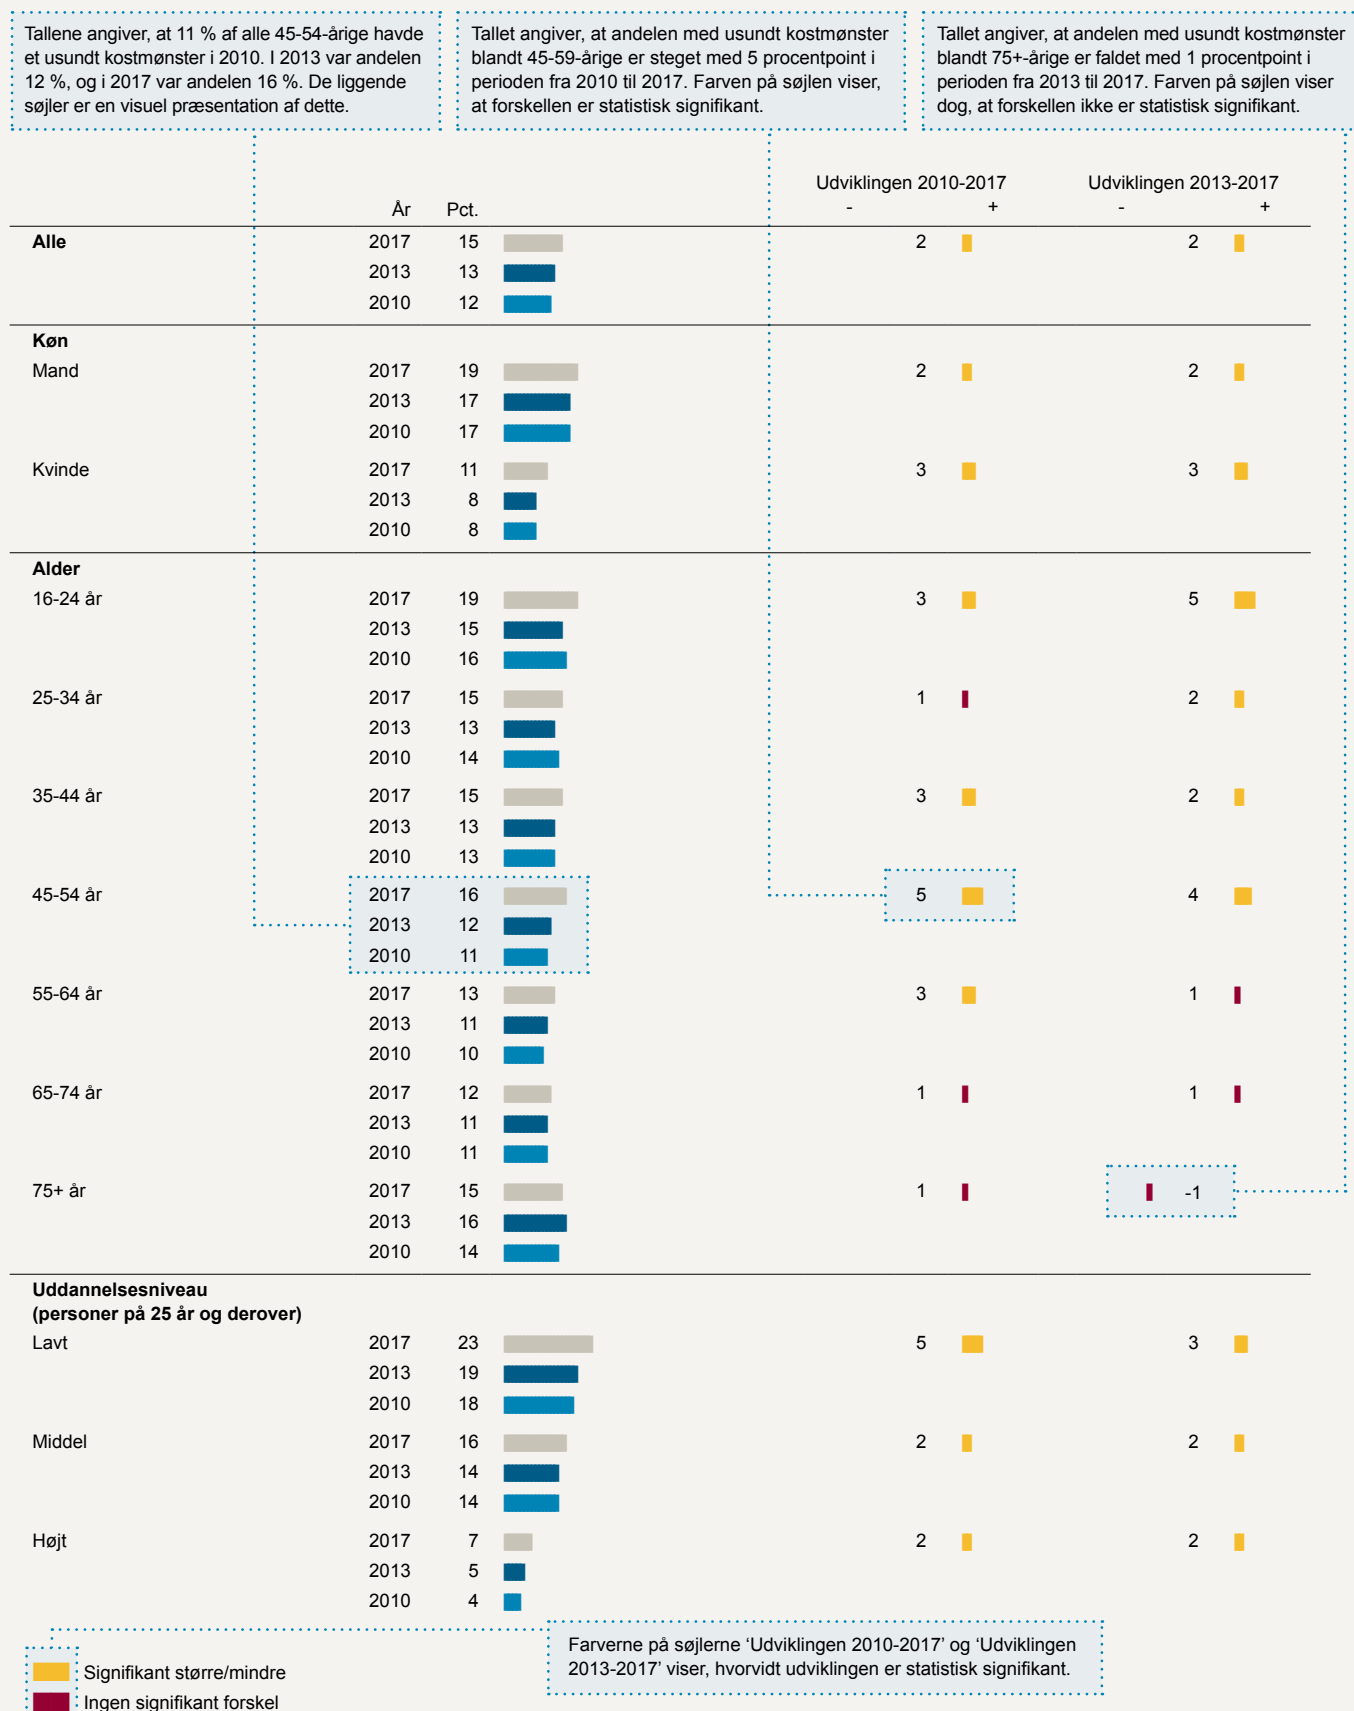 Tallene angiver, at 11 % af alle 45-54-årige havde
et usundt kostmønster i 2010. I 2013 var andelen
12 %, og i 2017 var andelen 16 %. De liggende
søjler er en visuel præsentation af dette.
Tallet angiver, at andelen med usundt kostmønster
blandt 45-59-årige er steget med 5 procentpoint i
perioden fra 2010 til 2017. Farven på søjlen viser,
at forskellen er statistisk signifikant.
Tallet angiver, at andelen med usundt kostmønster
blandt 75+-årige er faldet med 1 procentpoint i
perioden fra 2013 til 2017. Farven på søjlen viser
dog, at forskellen ikke er statistisk signifikant.
Udviklingen 2010-2017 Udviklingen 2013-2017
År Pct. - + - +
Alle 2017 15 2 2
2013 13
2010 12
Køn
Mand 2017 19 2 2
2013 17
2010 17
Kvinde 2017 11 3 3
2013 8
2010 8
Alder
16-24 år 2017 19 3 5
2013 15
2010 16
25-34 år 2017 15 1 2
2013 13
2010 14
35-44 år 2017 15 3 2
2013 13
2010 13
45-54 år 2017 16 5 4
2013 12
2010 11
55-64 år 2017 13 3 1
2013 11
2010 10
65-74 år 2017 12 1 1
2013 11
2010 11
75+ år 2017 15 1 -1
2013 16
2010 14
Uddannelsesniveau
(personer på 25 år og derover)
Lavt 2017 23 5 3
2013 19
2010 18
Middel 2017 16 2 2
2013 14
2010 14
Højt 2017 7 2 2
2013 5
2010 4
Farverne på søjlerne ‘Udviklingen 2010-2017’ og ‘Udviklingen
2013-2017’ viser, hvorvidt udviklingen er statistisk signifikant.
Signifikant større/mindre
Ingen signifikant forskel